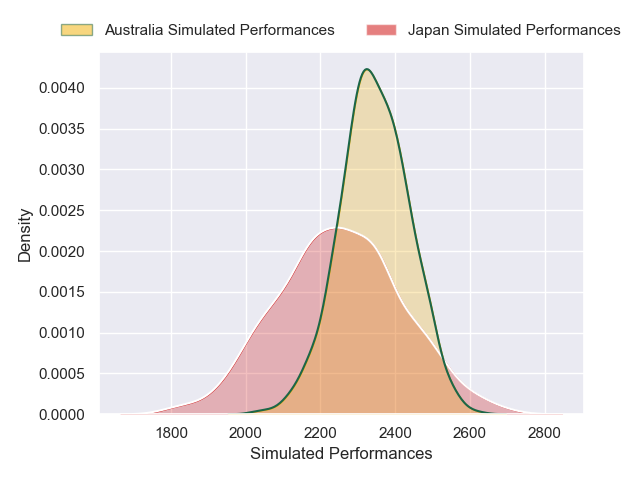 Australia Simulated Performances Japan Simulated Performances
0.0040
0.0035
0.0030
0.0025
0.0020
0.0015
0.0010
0.0005
0.0000
Density
1800 2000 2200 2400 2600 2800
Simulated Performances